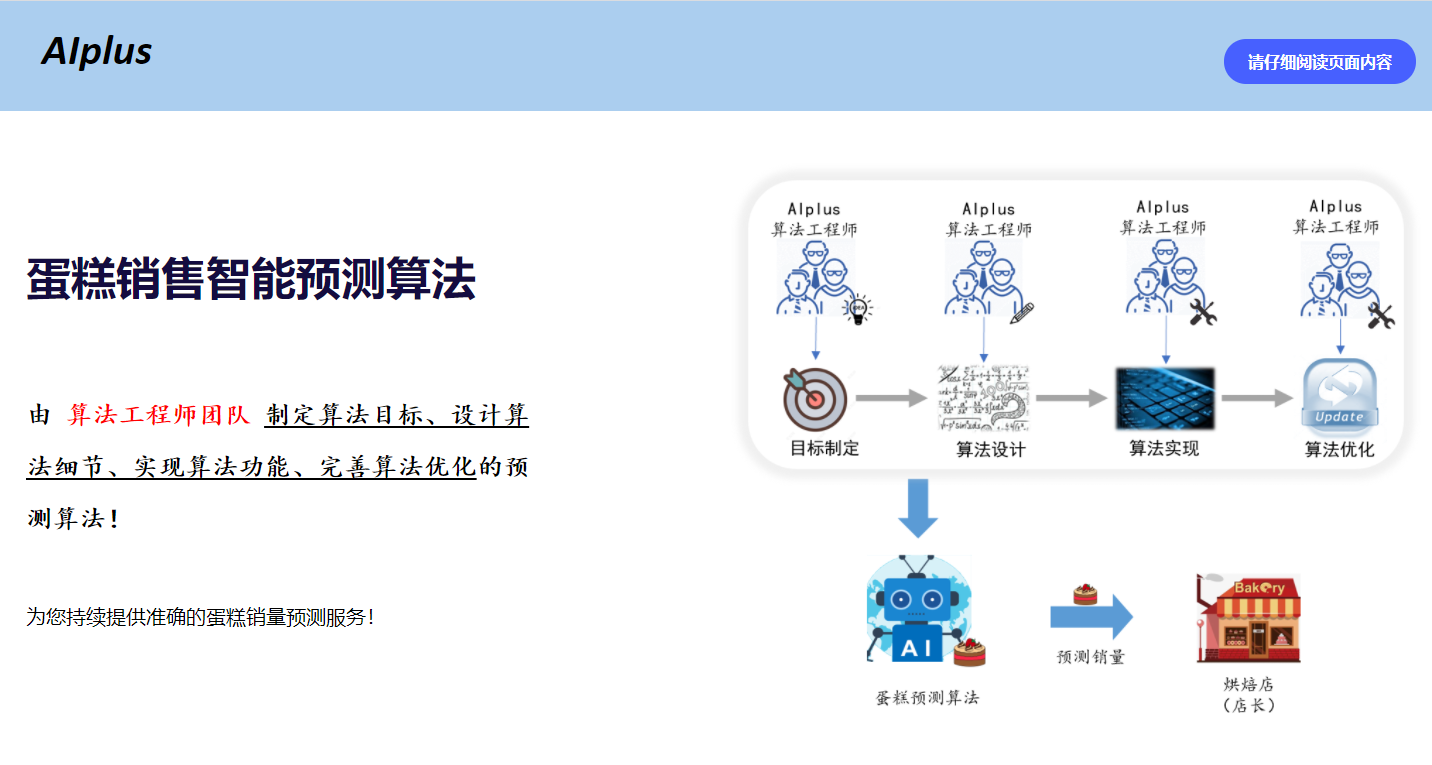 AIplus
请仔细阅读页面内容
蛋糕销售智能预测算法
由 算法工程师团队 制定算法目标、设计算
法细节、实现算法功能、完善算法优化的预
测算法！
为您持续提供准确的蛋糕销量预测服务！
AIplus
算法工程师
AIplus
算法工程师
AIplus
算法工程师
AIplus
算法工程师
IDEA
Update
目标制定
算法设计
算法实现
算法优化
AI
蛋糕预测算法
预测销量
Bakery
烘焙店
（店长）